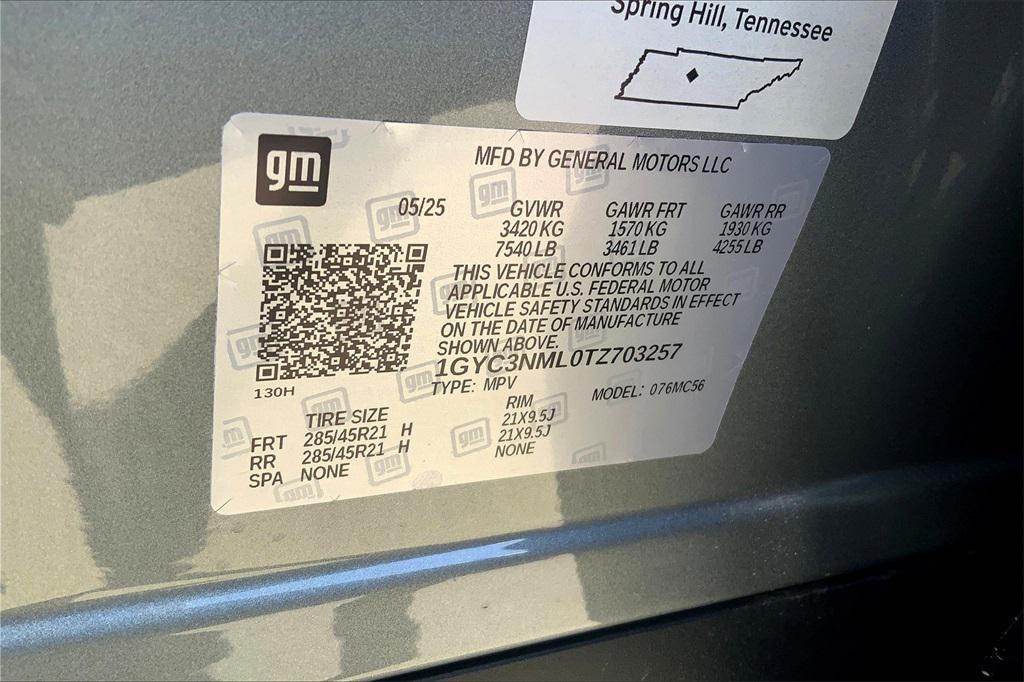 Spring Hill, Tennessee
gm
MFD BY GENERAL MOTORS LLC
05/25
GVWR GAWR FRT GAWR RR
3420 KG 1570 KG 1930 KG
7540 LB 3461 LB 4255 LB
THIS VEHICLE CONFORMS TO ALL
APPLICABLE U.S. FEDERAL MOTOR
VEHICLE SAFETY STANDARDS IN EFFECT
ON THE DATE OF MANUFACTURE
SHOWN ABOVE.
1GYC3NML0TZ703257
130H
TYPE: MPV MODEL: 076MC56
TIRE SIZE RIM
FRT 285/45R21 H 21X9.5J
RR 285/45R21 H 21X9.5J
SPA NONE NONE